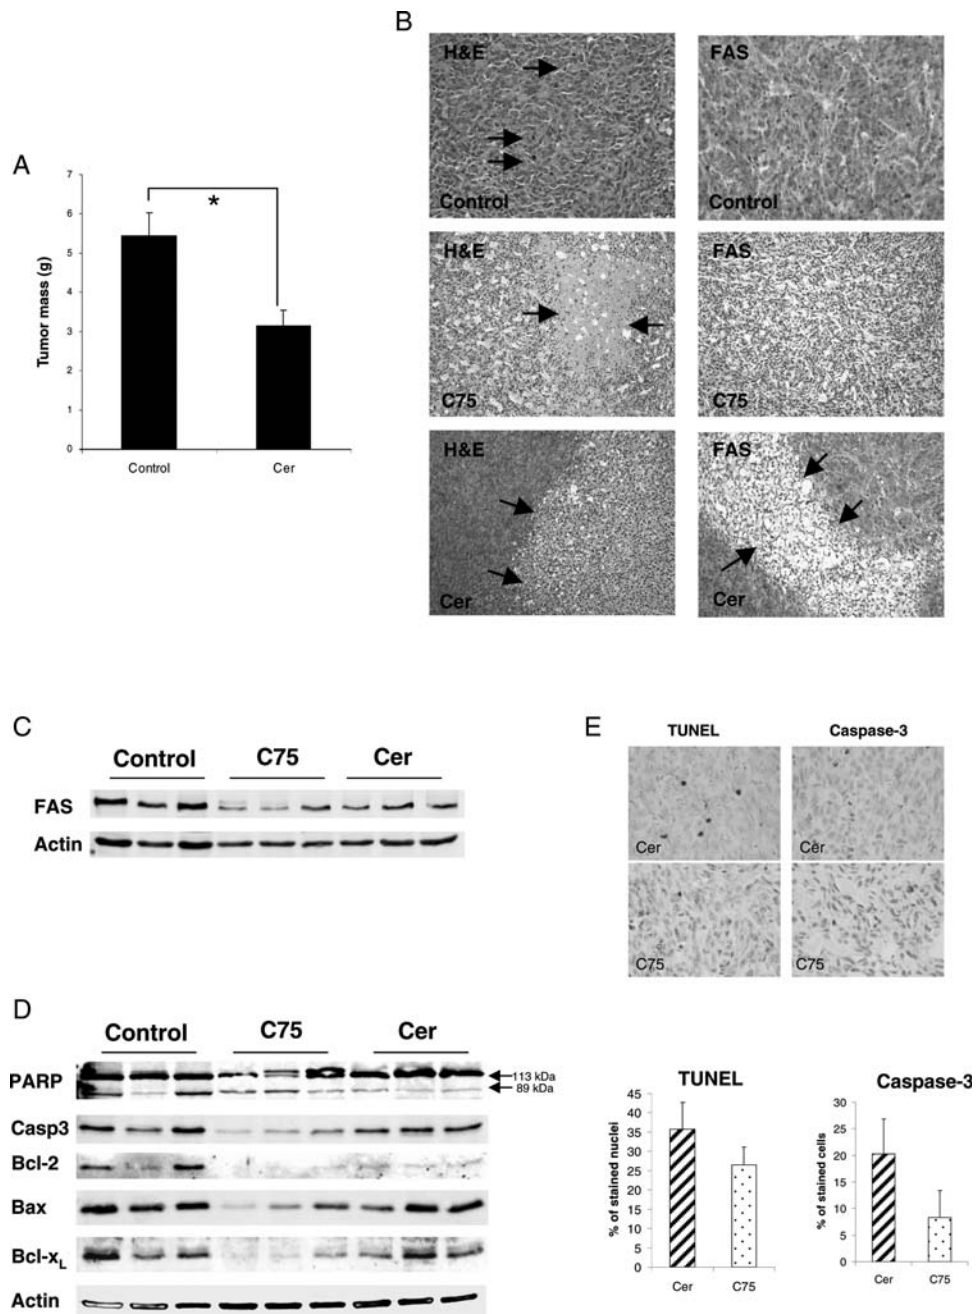 A
Tumor mass (g)
7
6
5
4
3
2
1
0
*
Control
Cer
B
H&E
Control
FAS
Control
H&E
C75
FAS
C75
H&E
Cer
FAS
Cer
C
Control C75 Cer
FAS
Actin
D
Control C75 Cer
PARP
113 kDa
89 kDa
Casp3
Bcl-2
Bax
Bcl-xL
Actin
E
TUNEL Caspase-3
Cer Cer
C75 C75
TUNEL
% of stained nuclei
45
40
35
30
25
20
15
10
5
0
Cer C75
Caspase-3
% of stained cells
30
25
20
15
10
5
0
Cer C75